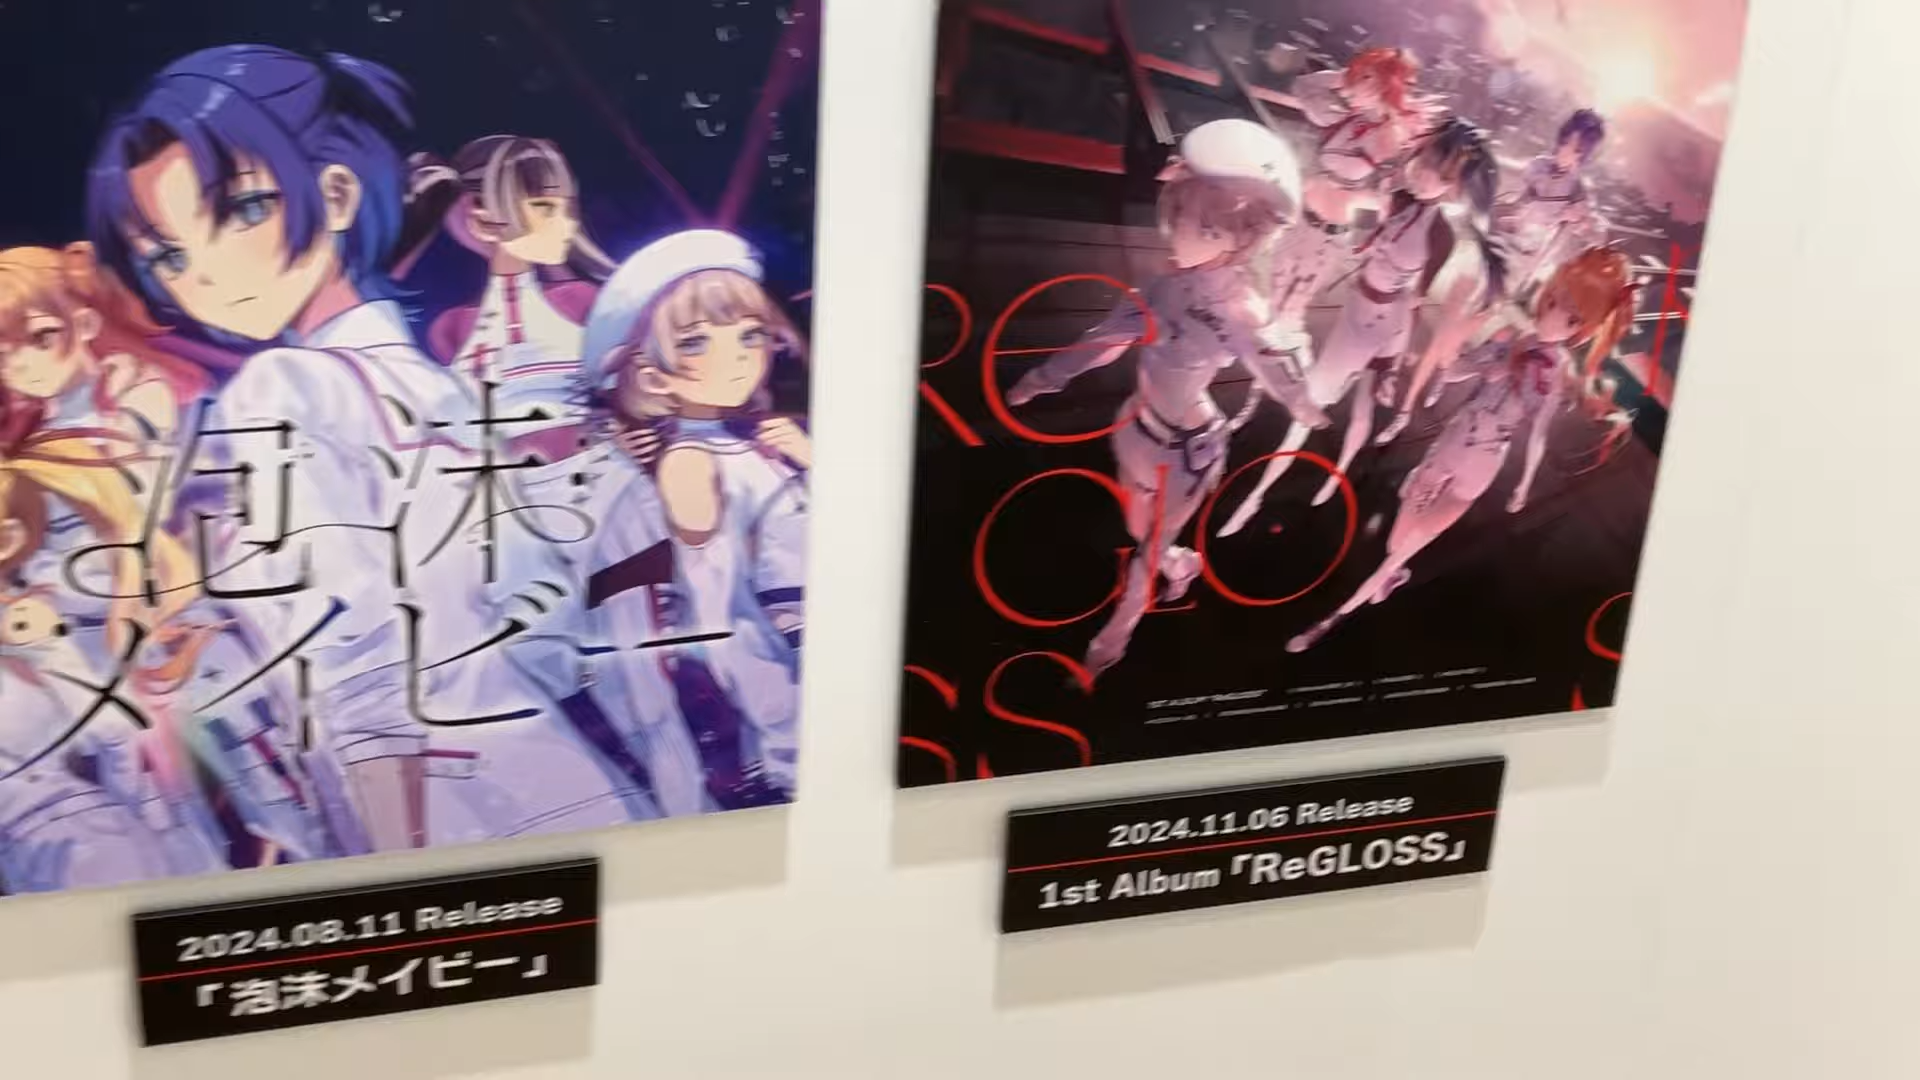 泡沫
メイビー
2024.08.11 Release
「泡沫メイビー」
Re
GLO
SS
2024.11.06 Release
1st Album 「ReGLOSS」